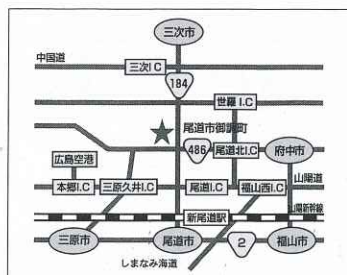 三次市
中国道
三次I C
184
世羅 I.C
尾道市御調町
486
尾道北I.C
府中市
広島空港
山陽道
本郷I.C
三原久井I.C
尾道I.C
福山西I.C
山陽新幹線
新尾道駅
三原市
尾道市
2
福山市
しまなみ海道